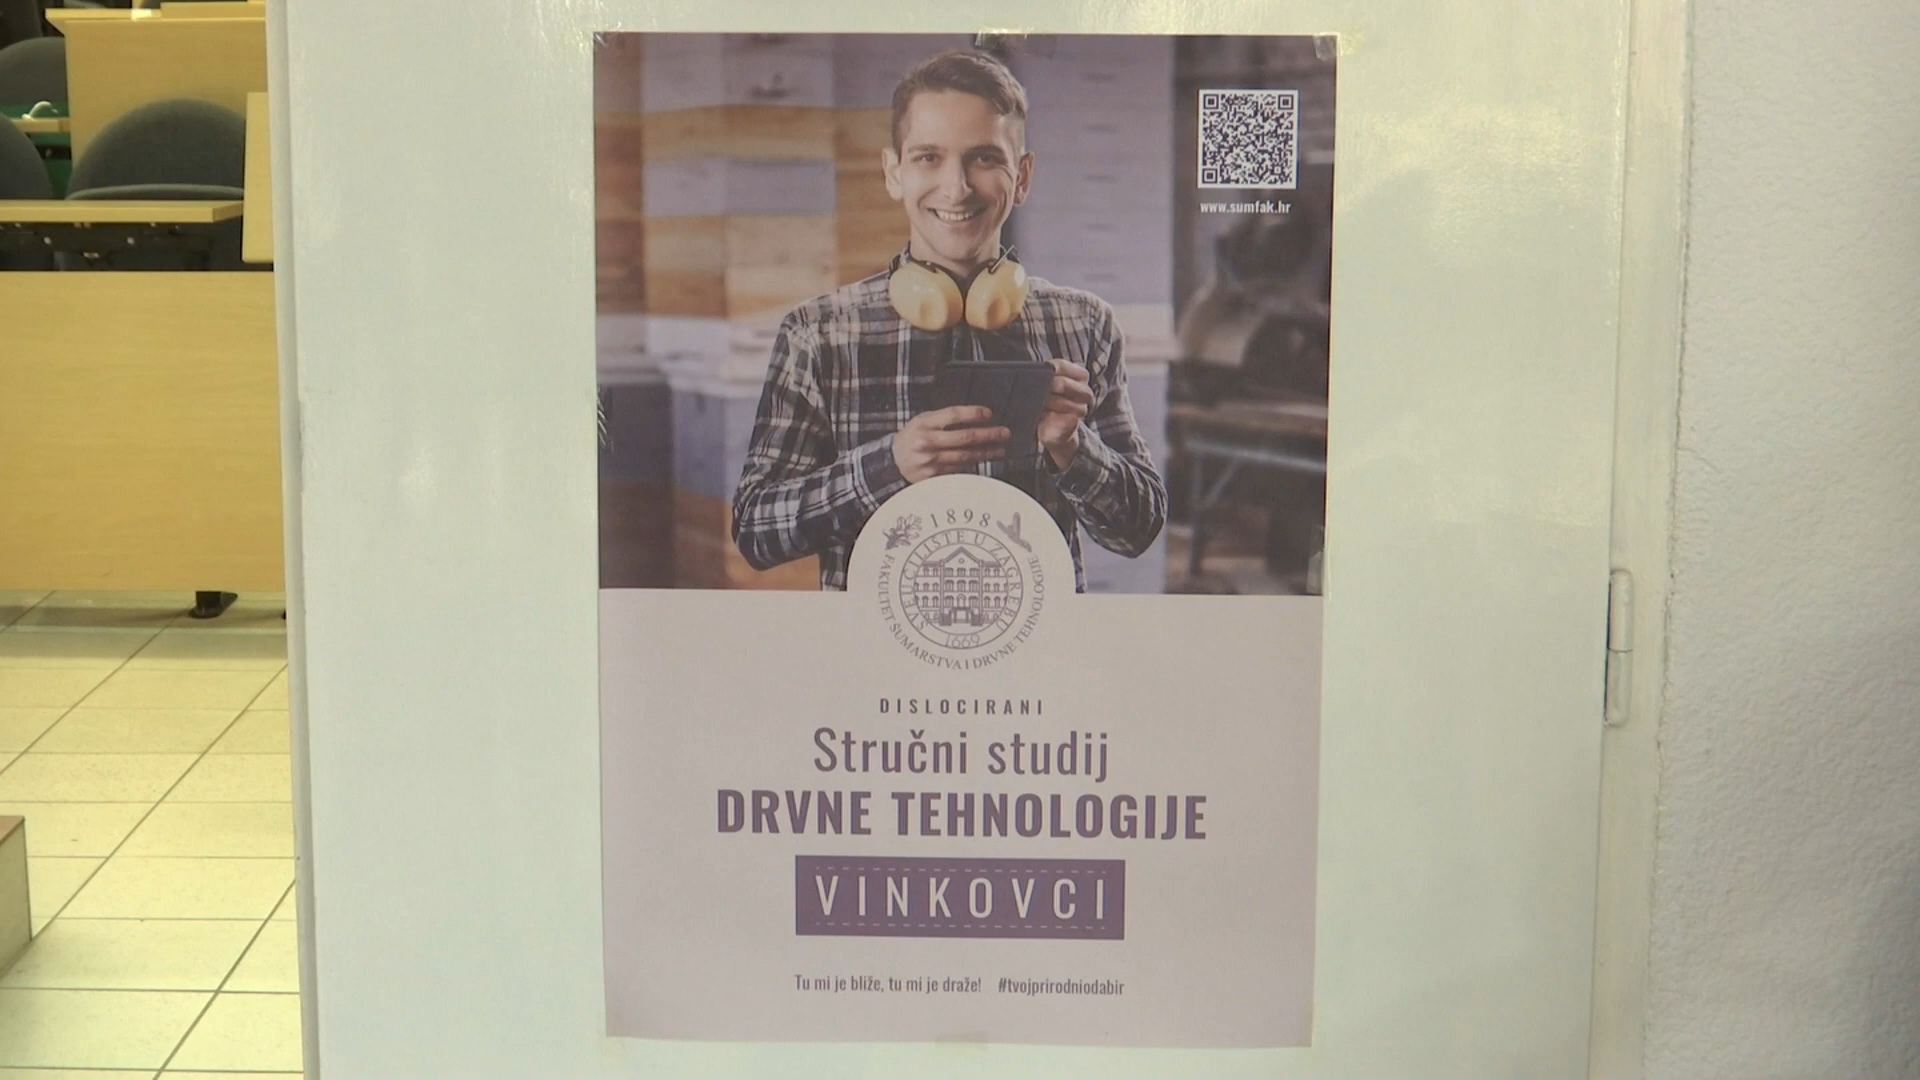 www.sumfak.hr
1898
SVEUČILIŠTE U ZAGREBU
1669
FAKULTET ŠUMARSTVA I DRVNE TEHNOLOGIJE
DISLOCIRANI
Stručni studij
DRVNE TEHNOLOGIJE
VINKOVCI
Tu mi je bliže, tu mi je draže! #tvojprirodniodabir